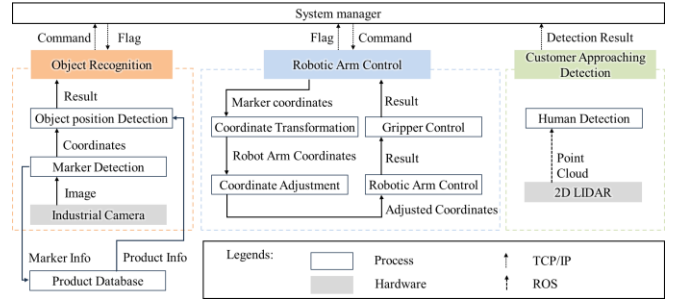 System manager
Command
Flag
Flag
Command
Detection Result
Object Recognition
Robotic Arm Control
Customer Approaching
Detection
Result
Marker coordinates
Result
Object position Detection
Coordinate Transformation
Gripper Control
Human Detection
Coordinates
Robot Arm Coordinates
Result
Point
Cloud
Marker Detection
Coordinate Adjustment
Robotic Arm Control
2D LIDAR
Image
Industrial Camera
Adjusted Coordinates
Marker Info
Product Info
Product Database
Legends:
Process
TCP/IP
Hardware
ROS